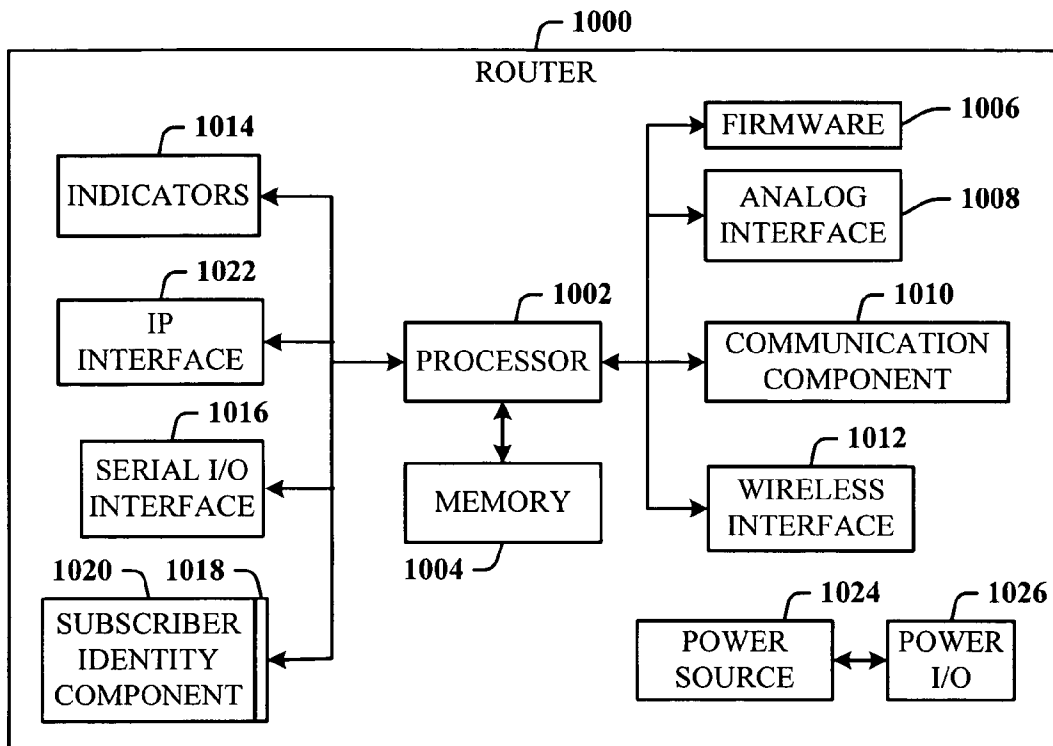 1000
ROUTER
1014
INDICATORS
1022
IP
INTERFACE
1016
SERIAL I/O
INTERFACE
1020
1018
SUBSCRIBER
IDENTITY
COMPONENT
1002
PROCESSOR
MEMORY
1004
1006
FIRMWARE
ANALOG
INTERFACE
1008
1010
COMMUNICATION
COMPONENT
1012
WIRELESS
INTERFACE
1024
POWER
SOURCE
1026
POWER
I/O